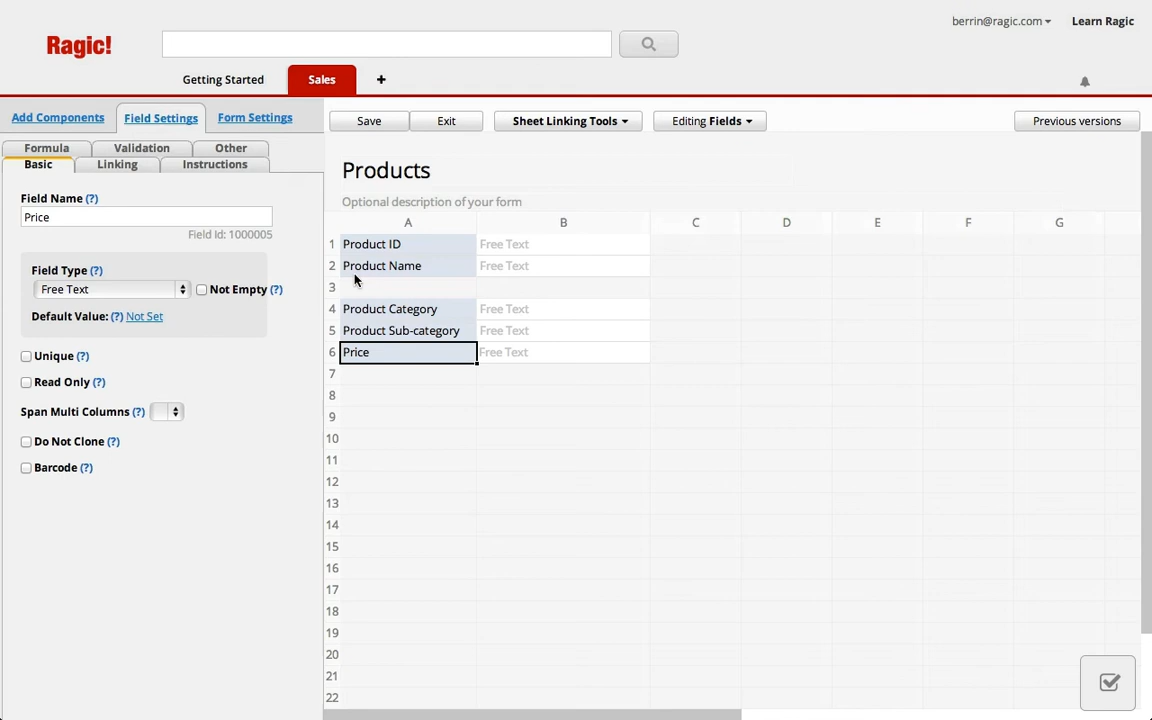 berrin@ragic.com
Learn Ragic
Ragic!
Getting Started
Sales
+
Add Components
Field Settings
Form Settings
Save
Exit
Sheet Linking Tools
Editing Fields
Previous versions
Formula
Validation
Other
Basic
Linking
Instructions
Field Name (?)
Price
Field Id: 1000005
Field Type (?)
Free Text
Not Empty (?)
Default Value: (?) Not Set
Unique (?)
Read Only (?)
Span Multi Columns (?)
Do Not Clone (?)
Barcode (?)
Products
Optional description of your form
A B C D E F G
1 Product ID Free Text
2 Product Name Free Text
3
4 Product Category Free Text
5 Product Sub-category Free Text
6 Price Free Text
7
8
9
10
11
12
13
14
15
16
17
18
19
20
21
22